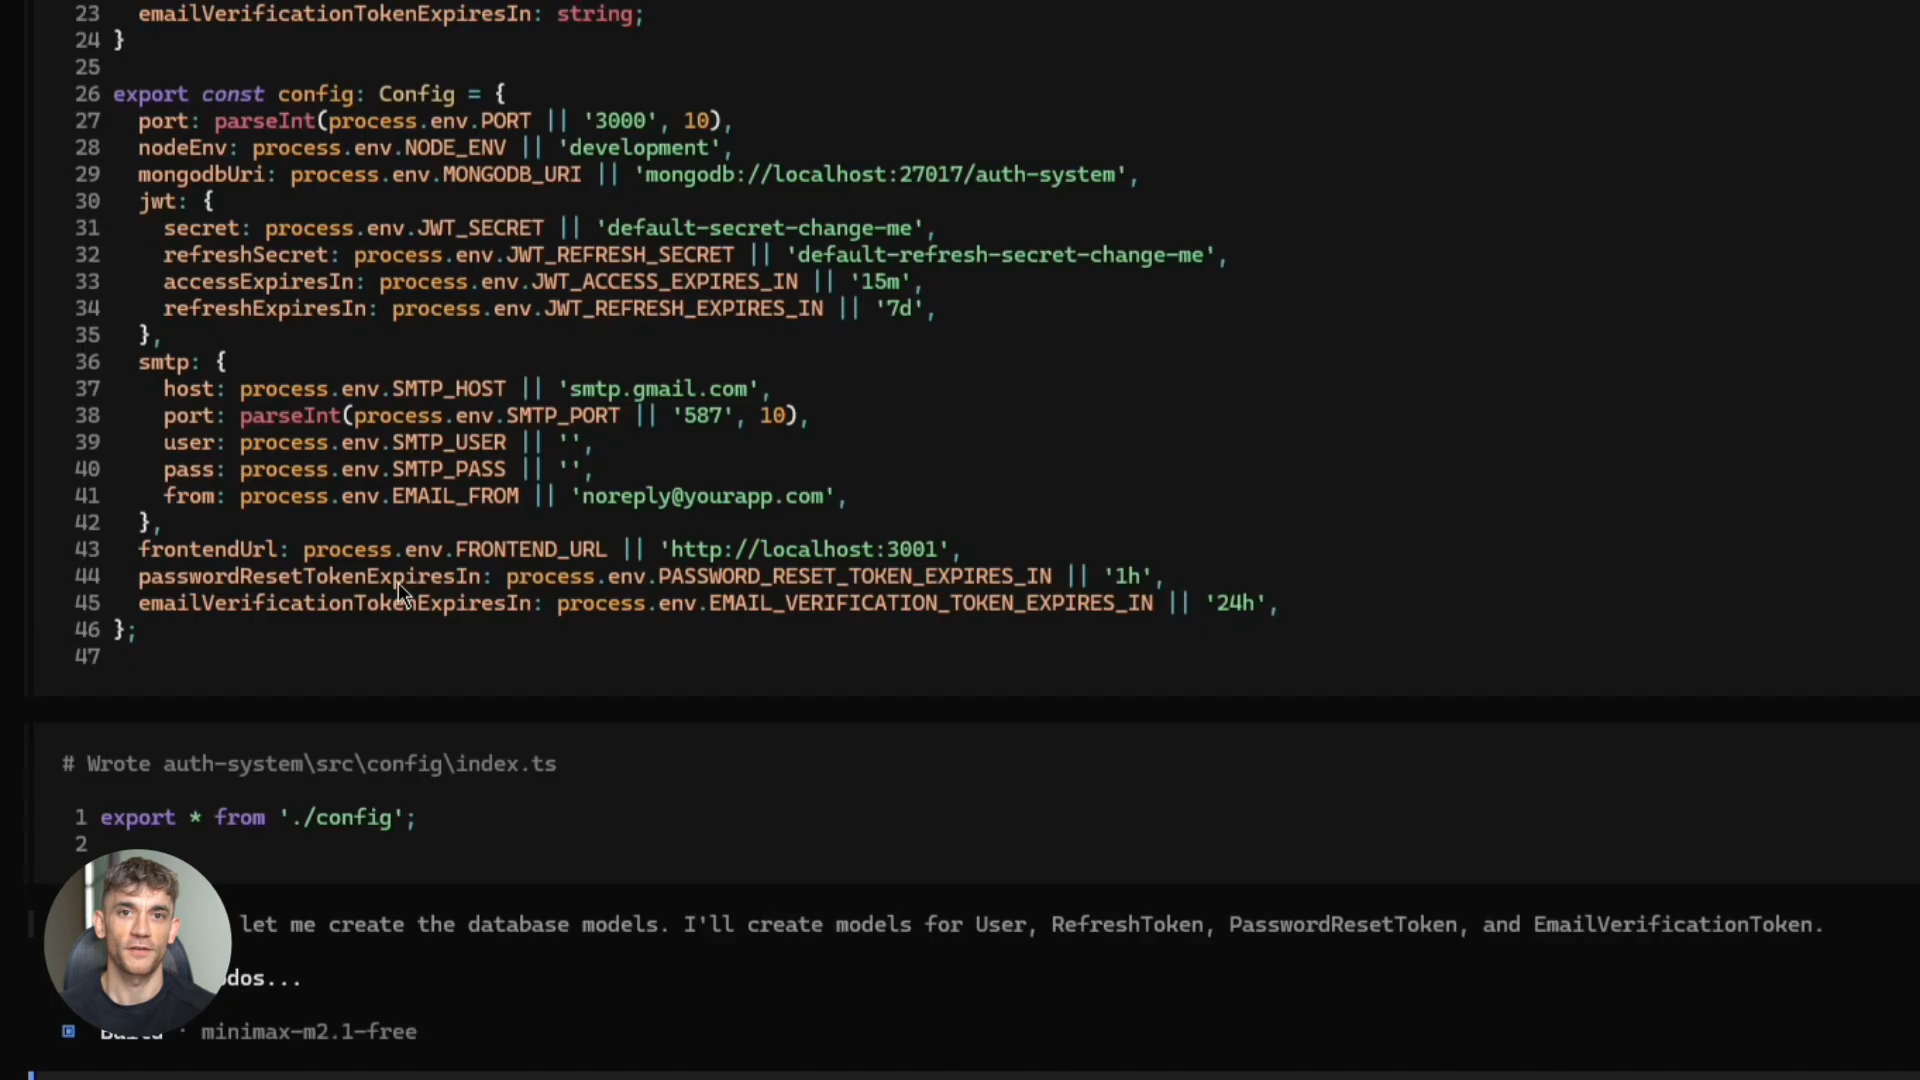 23 emailVerificationTokenExpiresIn: string;
24 }
25
26 export const config: Config = {
27 port: parseInt(process.env.PORT || '3000', 10),
28 nodeEnv: process.env.NODE_ENV || 'development',
29 mongodbUri: process.env.MONGODB_URI || 'mongodb://localhost:27017/auth-system',
30 jwt: {
31 secret: process.env.JWT_SECRET || 'default-secret-change-me',
32 refreshSecret: process.env.JWT_REFRESH_SECRET || 'default-refresh-secret-change-me',
33 accessExpiresIn: process.env.JWT_ACCESS_EXPIRES_IN || '15m',
34 refreshExpiresIn: process.env.JWT_REFRESH_EXPIRES_IN || '7d',
35 },
36 smtp: {
37 host: process.env.SMTP_HOST || 'smtp.gmail.com',
38 port: parseInt(process.env.SMTP_PORT || '587', 10),
39 user: process.env.SMTP_USER || '',
40 pass: process.env.SMTP_PASS || '',
41 from: process.env.EMAIL_FROM || 'noreply@yourapp.com',
42 },
43 frontendUrl: process.env.FRONTEND_URL || 'http://localhost:3001',
44 passwordResetTokenExpiresIn: process.env.PASSWORD_RESET_TOKEN_EXPIRES_IN || '1h',
45 emailVerificationTokenExpiresIn: process.env.EMAIL_VERIFICATION_TOKEN_EXPIRES_IN || '24h',
46 };
47
# Wrote auth-system\src\config\index.ts
1 export * from './config';
2
let me create the database models. I'll create models for User, RefreshToken, PasswordResetToken, and EmailVerificationToken.
dos...
Build · minimax-m2.1-free